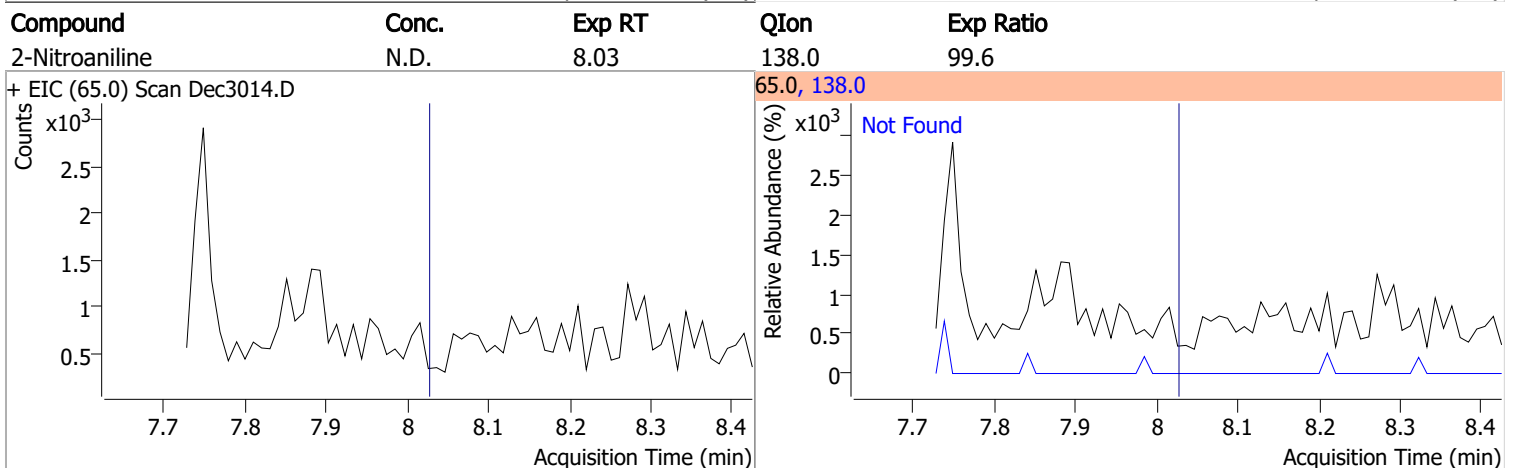 Compound Conc. Exp RT QIon Exp Ratio
2-Nitroaniline N.D. 8.03 138.0 99.6
+ EIC (65.0) Scan Dec3014.D
Counts
x10³
2.5
2
1.5
1
0.5
7.7 7.8 7.9 8 8.1 8.2 8.3 8.4
Acquisition Time (min)
65.0, 138.0
Relative Abundance (%)
x10³
Not Found
2.5
2
1.5
1
0.5
0
7.7 7.8 7.9 8 8.1 8.2 8.3 8.4
Acquisition Time (min)